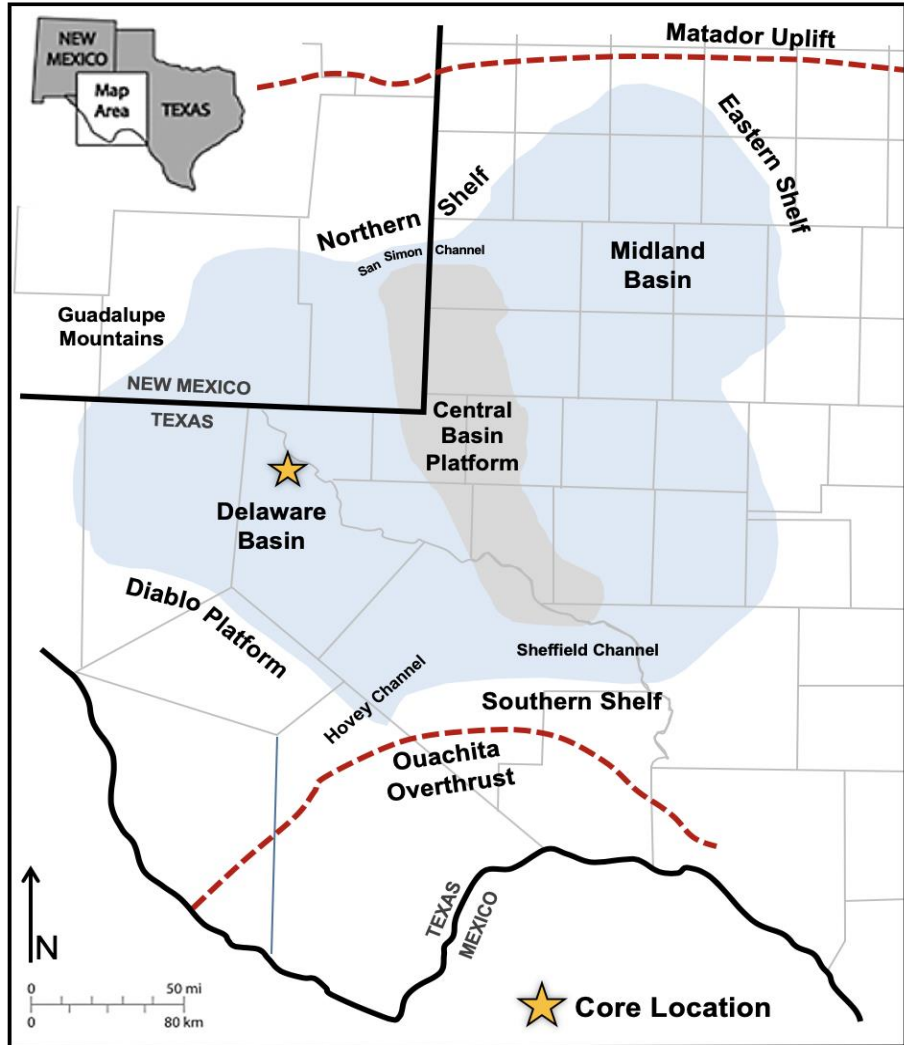 NEW
MEXICO
Map
Area
TEXAS
Matador Uplift
Eastern Shelf
Northern Shelf
San Simon Channel
Midland
Basin
Guadalupe
Mountains
NEW MEXICO
TEXAS
Central
Basin
Platform
Delaware
Basin
Diablo Platform
Sheffield Channel
Hovey Channel
Southern Shelf
Ouachita
Overthrust
TEXAS
MEXICO
N
0 50 mi
0 80 km
Core Location